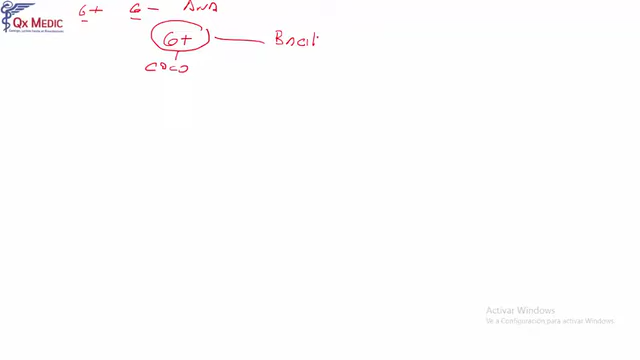 Qx MEDIC
G+ G- ANA
G+ Bacil
COCO
Activar Windows
Ve a Configuración para activar Windows.